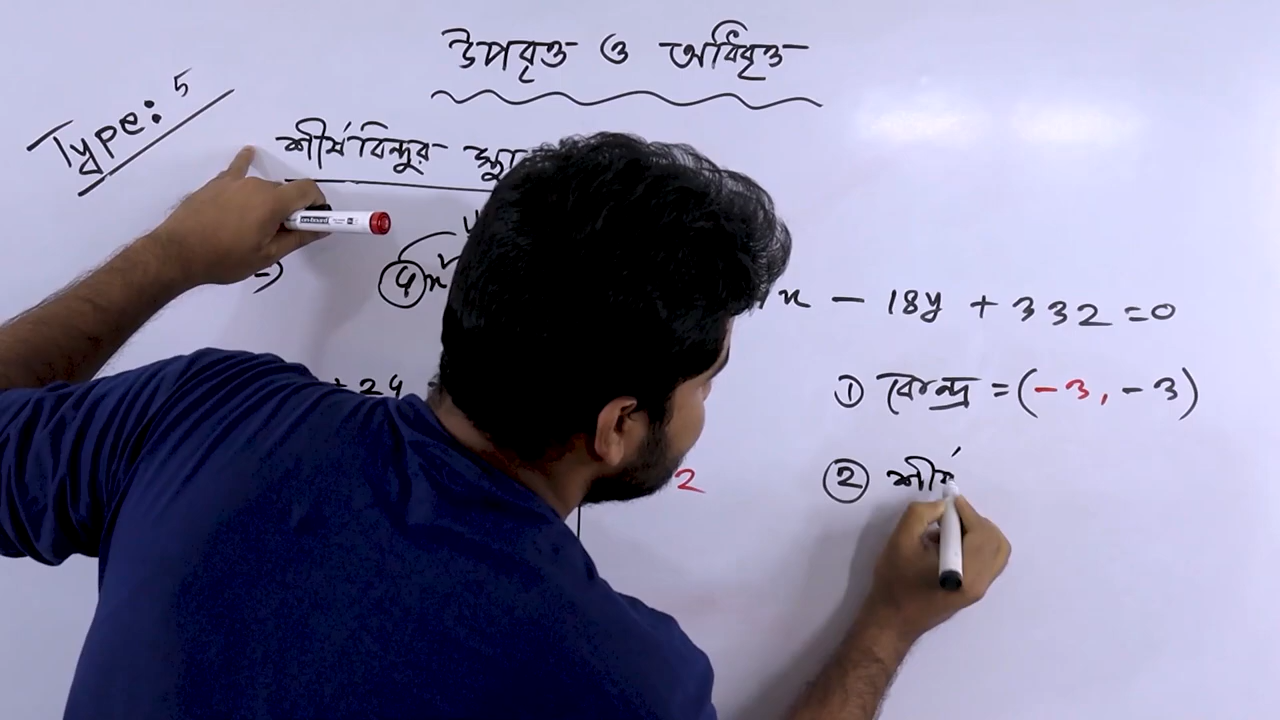 উপবৃত্ত ও অধিবৃত্ত
Type: 5
শীর্ষবিন্দুর
x - 18y + 332 =0
① কেন্দ্র = (-3, -3)
+ 24
2
② শীর্ষ